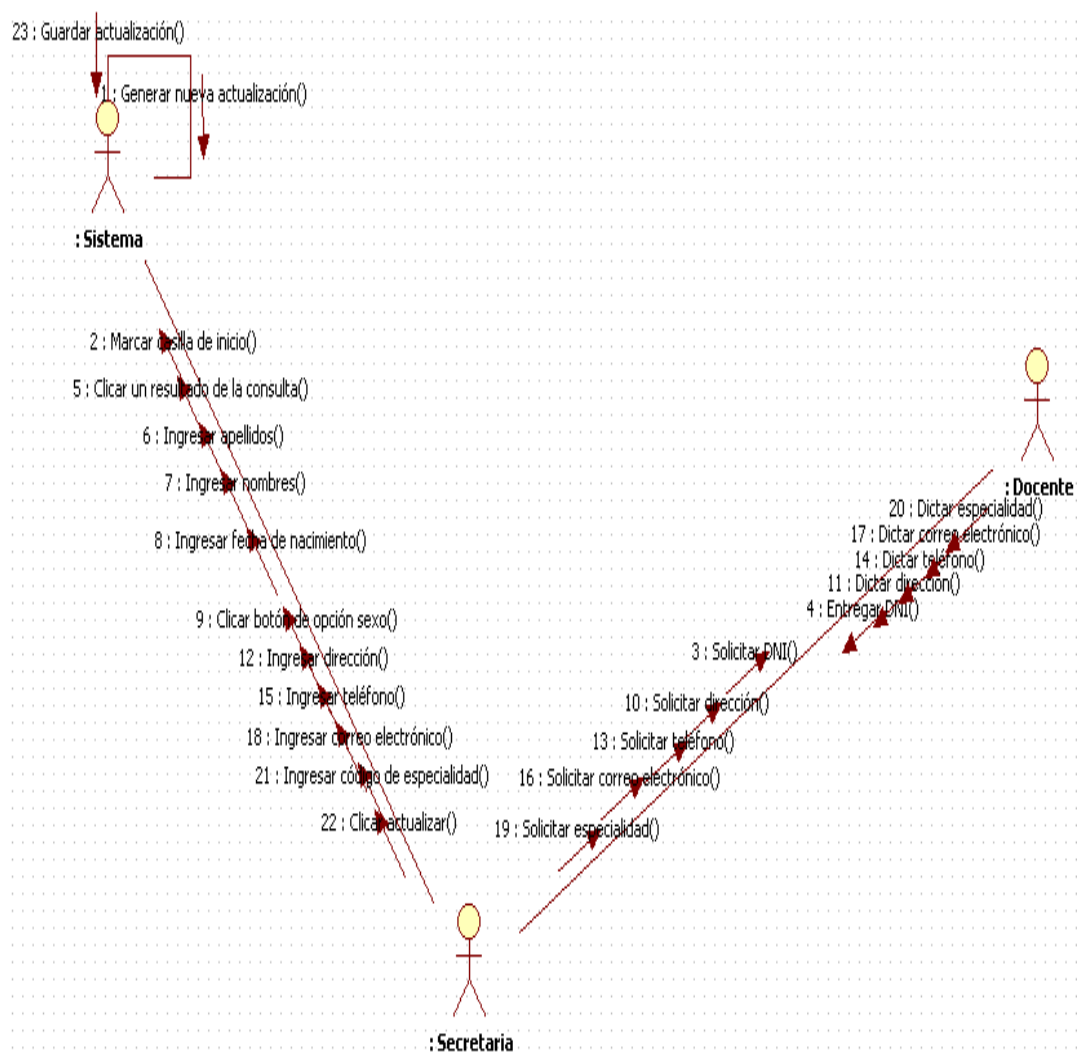 23 : Guardar actualización()
1 : Generar nueva actualización()
: Sistema
2 : Marcar casilla de inicio()
5 : Clicar un resultado de la consulta()
6 : Ingresar apellidos()
7 : Ingresar nombres()
8 : Ingresar fecha de nacimiento()
9 : Clicar botón de opción sexo()
12 : Ingresar dirección()
15 : Ingresar teléfono()
18 : Ingresar correo electrónico()
21 : Ingresar código de especialidad()
22 : Clicar actualizar()
: Docente
20 : Dictar especialidad()
17 : Dictar correo electrónico()
14 : Dictar teléfono()
11 : Dictar dirección()
4 : Entregar DNI()
3 : Solicitar DNI()
10 : Solicitar dirección()
13 : Solicitar teléfono()
16 : Solicitar correo electrónico()
19 : Solicitar especialidad()
: Secretaria